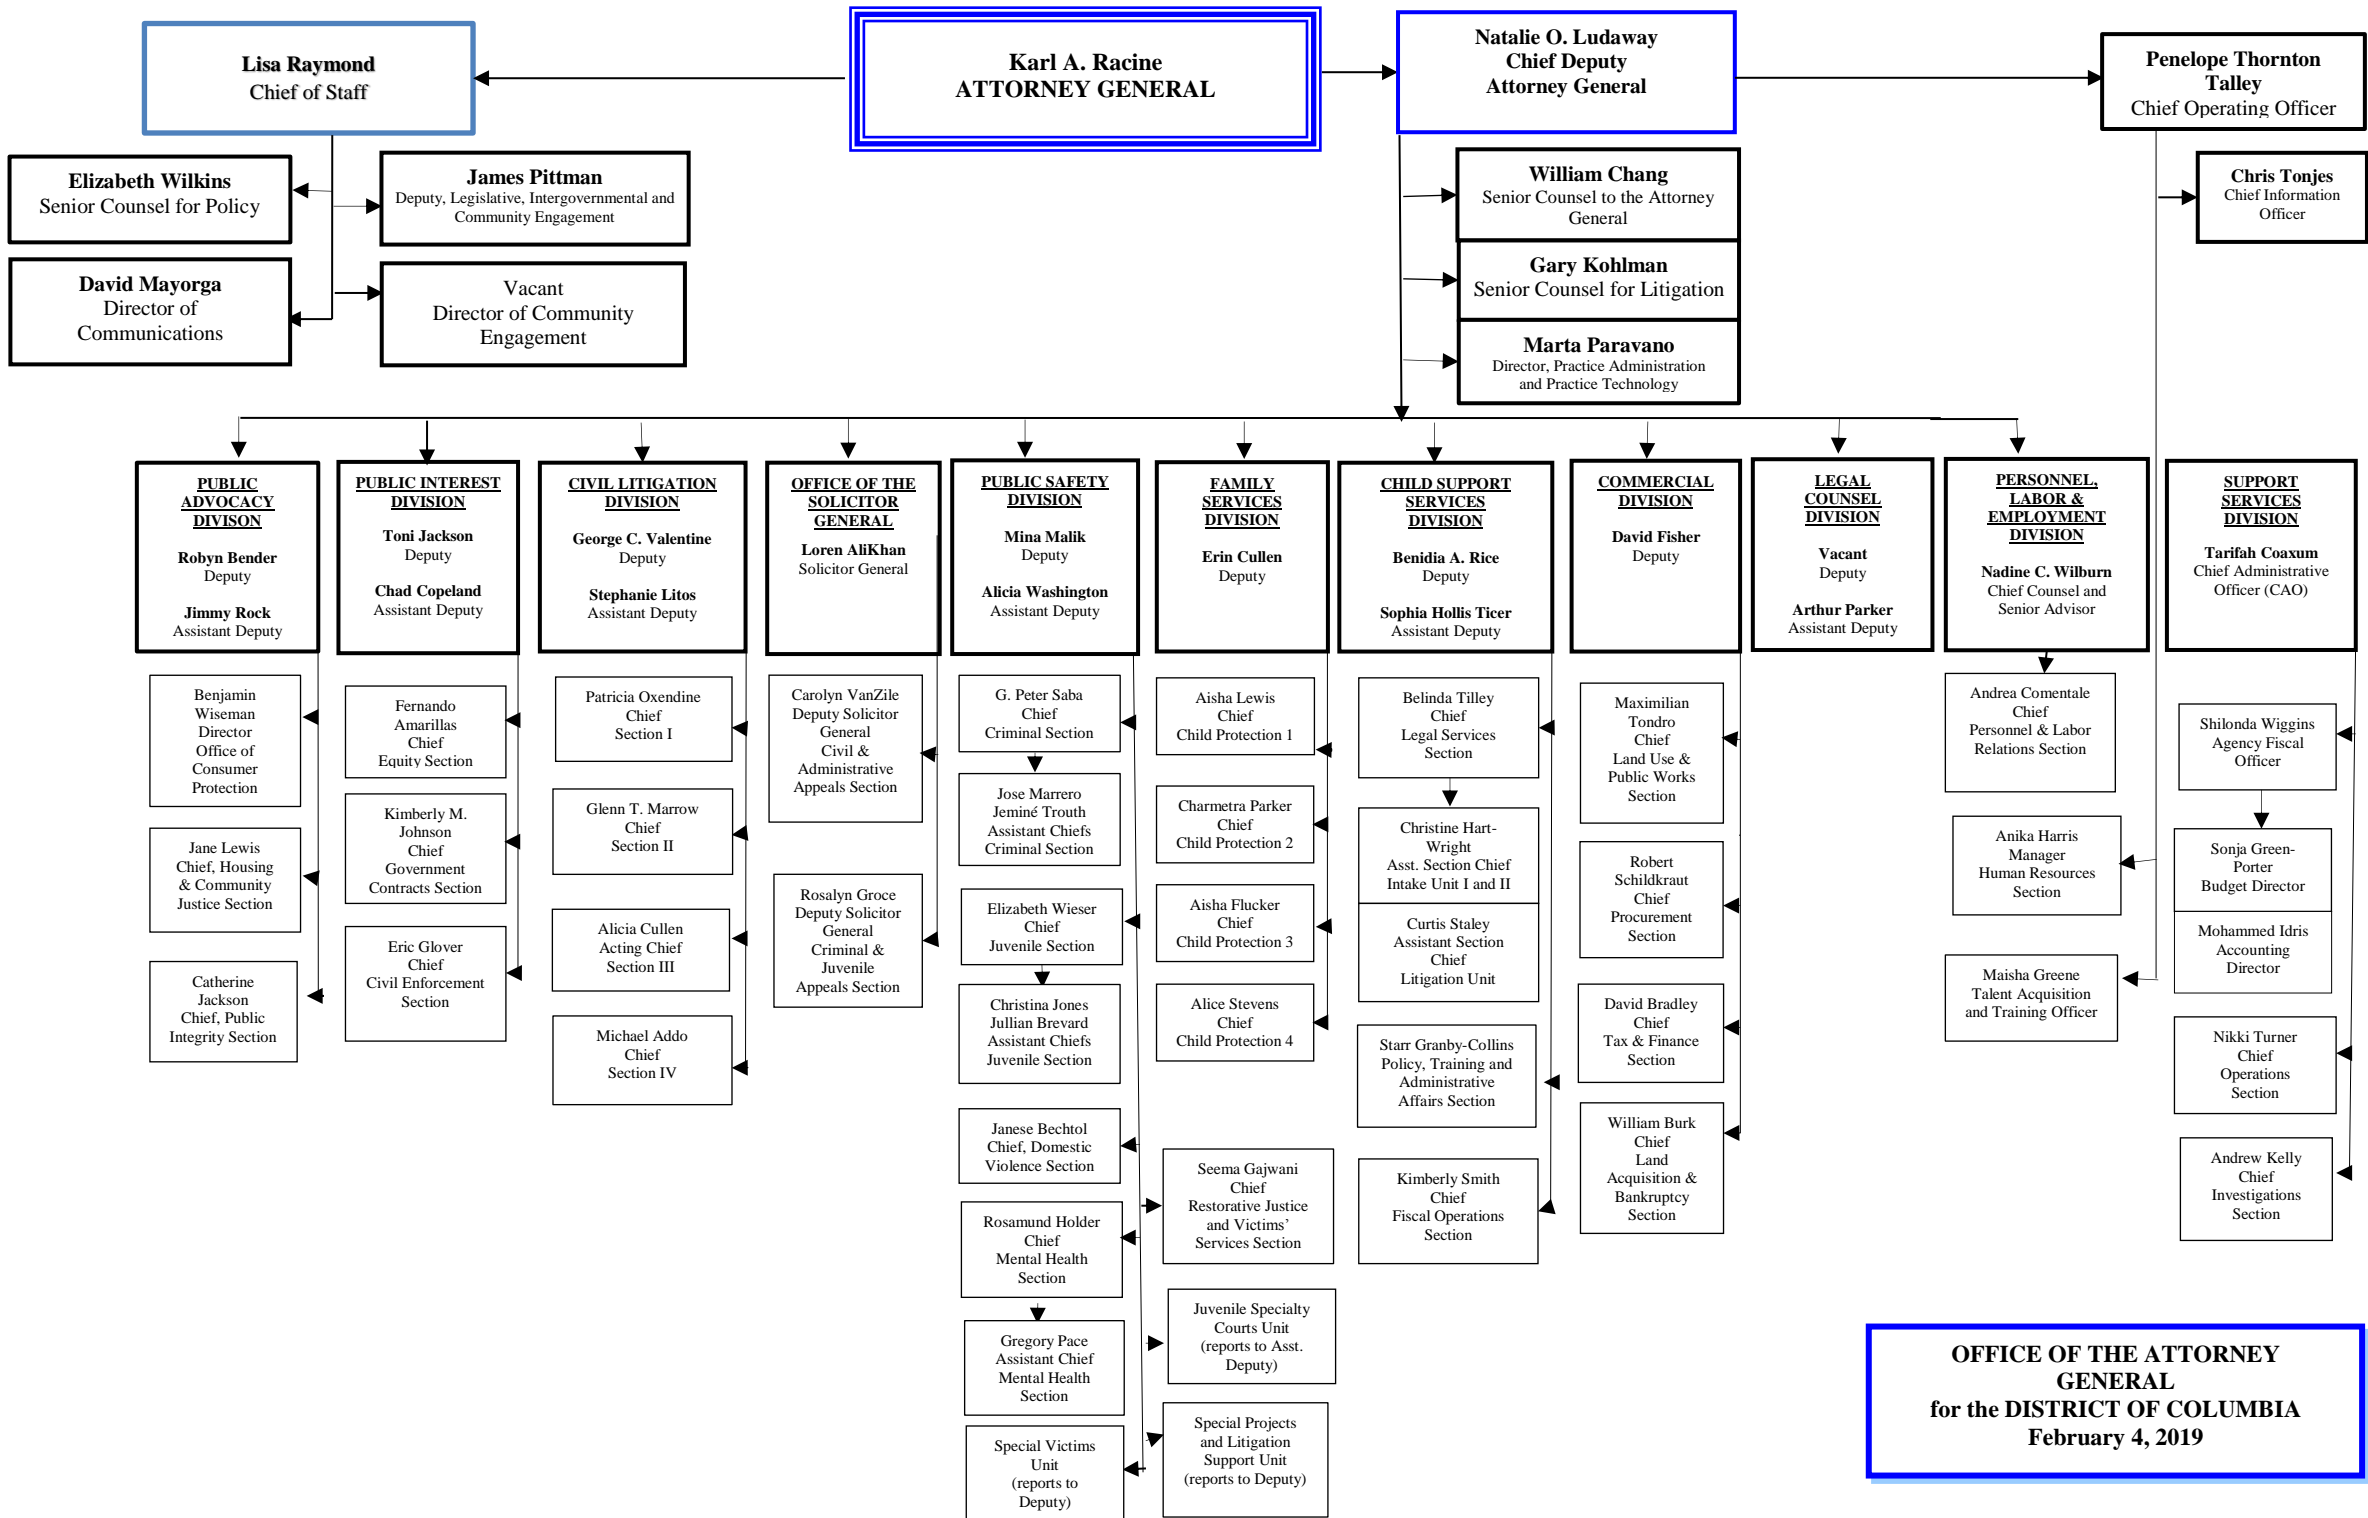 Lisa Raymond
Chief of Staff
Karl A. Racine
ATTORNEY GENERAL
Natalie O. Ludaway
Chief Deputy
Attorney General
Penelope Thornton
Talley
Chief Operating Officer
Elizabeth Wilkins
Senior Counsel for Policy
James Pittman
Deputy, Legislative, Intergovernmental and
Community Engagement
David Mayorga
Director of
Communications
Vacant
Director of Community
Engagement
William Chang
Senior Counsel to the Attorney
General
Gary Kohlman
Senior Counsel for Litigation
Marta Paravano
Director, Practice Administration
and Practice Technology
Chris Tonjes
Chief Information
Officer
PUBLIC
ADVOCACY
DIVISON
Robyn Bender
Deputy
Jimmy Rock
Assistant Deputy
PUBLIC INTEREST
DIVISION
Toni Jackson
Deputy
Chad Copeland
Assistant Deputy
CIVIL LITIGATION
DIVISION
George C. Valentine
Deputy
Stephanie Litos
Assistant Deputy
OFFICE OF THE
SOLICITOR
GENERAL
Loren AliKhan
Solicitor General
PUBLIC SAFETY
DIVISION
Mina Malik
Deputy
Alicia Washington
Assistant Deputy
FAMILY
SERVICES
DIVISION
Erin Cullen
Deputy
CHILD SUPPORT
SERVICES
DIVISION
Benidia A. Rice
Deputy
Sophia Hollis Ticer
Assistant Deputy
COMMERCIAL
DIVISION
David Fisher
Deputy
LEGAL
COUNSEL
DIVISION
Vacant
Deputy
Arthur Parker
Assistant Deputy
PERSONNEL,
LABOR &
EMPLOYMENT
DIVISION
Nadine C. Wilburn
Chief Counsel and
Senior Advisor
SUPPORT
SERVICES
DIVISION
Tarifah Coaxum
Chief Administrative
Officer (CAO)
Benjamin
Wiseman
Director
Office of
Consumer
Protection
Jane Lewis
Chief, Housing
& Community
Justice Section
Catherine
Jackson
Chief, Public
Integrity Section
Fernando
Amarillas
Chief
Equity Section
Kimberly M.
Johnson
Chief
Government
Contracts Section
Eric Glover
Chief
Civil Enforcement
Section
Patricia Oxendine
Chief
Section I
Glenn T. Marrow
Chief
Section II
Alicia Cullen
Acting Chief
Section III
Michael Addo
Chief
Section IV
Carolyn VanZile
Deputy Solicitor
General
Civil &
Administrative
Appeals Section
Rosalyn Groce
Deputy Solicitor
General
Criminal &
Juvenile
Appeals Section
G. Peter Saba
Chief
Criminal Section
Jose Marrero
Jeminé Trouth
Assistant Chiefs
Criminal Section
Elizabeth Wieser
Chief
Juvenile Section
Christina Jones
Jullian Brevard
Assistant Chiefs
Juvenile Section
Janese Bechtol
Chief, Domestic
Violence Section
Rosamund Holder
Chief
Mental Health
Section
Gregory Pace
Assistant Chief
Mental Health
Section
Special Victims
Unit
(reports to
Deputy)
Aisha Lewis
Chief
Child Protection 1
Charmetra Parker
Chief
Child Protection 2
Aisha Flucker
Chief
Child Protection 3
Alice Stevens
Chief
Child Protection 4
Seema Gajwani
Chief
Restorative Justice
and Victims’
Services Section
Juvenile Specialty
Courts Unit
(reports to Asst.
Deputy)
Special Projects
and Litigation
Support Unit
(reports to Deputy)
Belinda Tilley
Chief
Legal Services
Section
Christine Hart-
Wright
Asst. Section Chief
Intake Unit I and II
Curtis Staley
Assistant Section
Chief
Litigation Unit
Starr Granby-Collins
Policy, Training and
Administrative
Affairs Section
Kimberly Smith
Chief
Fiscal Operations
Section
Maximilian
Tondro
Chief
Land Use &
Public Works
Section
Robert
Schildkraut
Chief
Procurement
Section
David Bradley
Chief
Tax & Finance
Section
William Burk
Chief
Land
Acquisition &
Bankruptcy
Section
Andrea Comentale
Chief
Personnel & Labor
Relations Section
Anika Harris
Manager
Human Resources
Section
Maisha Greene
Talent Acquisition
and Training Officer
Shilonda Wiggins
Agency Fiscal
Officer
Sonja Green-
Porter
Budget Director
Mohammed Idris
Accounting
Director
Nikki Turner
Chief
Operations
Section
Andrew Kelly
Chief
Investigations
Section
OFFICE OF THE ATTORNEY
GENERAL
for the DISTRICT OF COLUMBIA
February 4, 2019